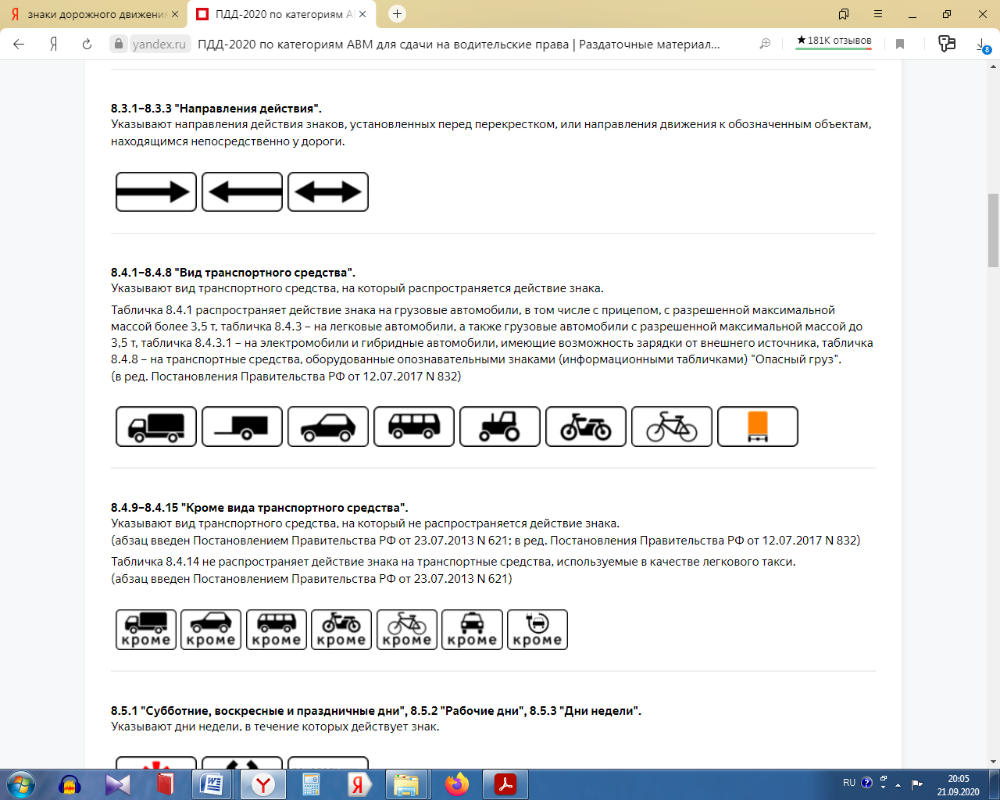 знаки дорожного движения
ПДД-2020 по категориям А
yandex.ru
ПДД-2020 по категориям АВМ для сдачи на водительские права | Раздаточные материал...
★181К отзывов
8
8.3.1–8.3.3 "Направления действия".
Указывают направления действия знаков, установленных перед перекрестком, или направления движения к обозначенным объектам,
находящимся непосредственно у дороги.
8.4.1–8.4.8 "Вид транспортного средства".
Указывают вид транспортного средства, на который распространяется действие знака.
Табличка 8.4.1 распространяет действие знака на грузовые автомобили, в том числе с прицепом, с разрешенной максимальной
массой более 3,5 т, табличка 8.4.3 – на легковые автомобили, а также грузовые автомобили с разрешенной максимальной массой до
3,5 т, табличка 8.4.3.1 – на электромобили и гибридные автомобили, имеющие возможность зарядки от внешнего источника, табличка
8.4.8 – на транспортные средства, оборудованные опознавательными знаками (информационными табличками) "Опасный груз".
(в ред. Постановления Правительства РФ от 12.07.2017 N 832)
8.4.9–8.4.15 "Кроме вида транспортного средства".
Указывают вид транспортного средства, на который не распространяется действие знака.
(абзац введен Постановлением Правительства РФ от 23.07.2013 N 621; в ред. Постановления Правительства РФ от 12.07.2017 N 832)
Табличка 8.4.14 не распространяет действие знака на транспортные средства, используемые в качестве легкового такси.
(абзац введен Постановлением Правительства РФ от 23.07.2013 N 621)
кроме кроме кроме кроме кроме кроме кроме
8.5.1 "Субботние, воскресные и праздничные дни", 8.5.2 "Рабочие дни", 8.5.3 "Дни недели".
Указывают дни недели, в течение которых действует знак.
RU
20:05
21.09.2020